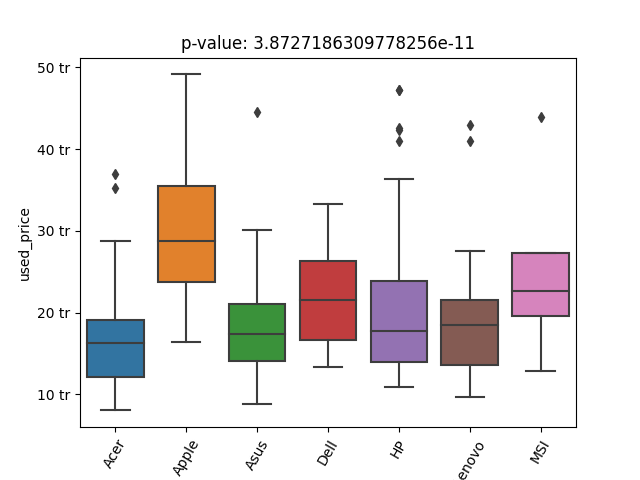 p-value: 3.8727186309778256e-11
50 tr
40 tr
30 tr
20 tr
10 tr
used_price
Acer
Apple
Asus
Dell
HP
enovo
MSI